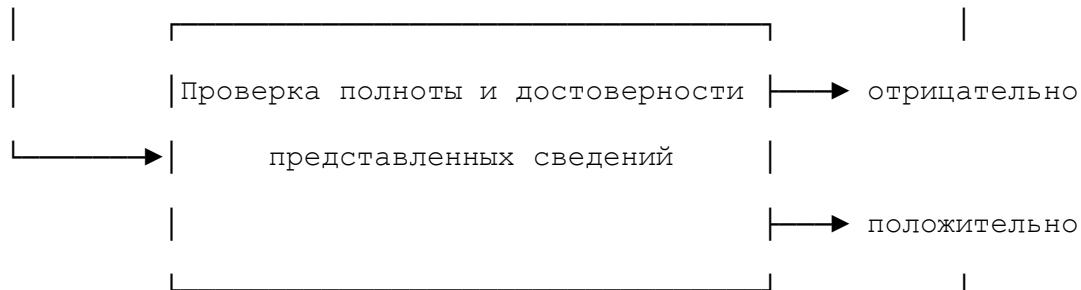 Проверка полноты и достоверности отрицательно
представленных сведений
положительно